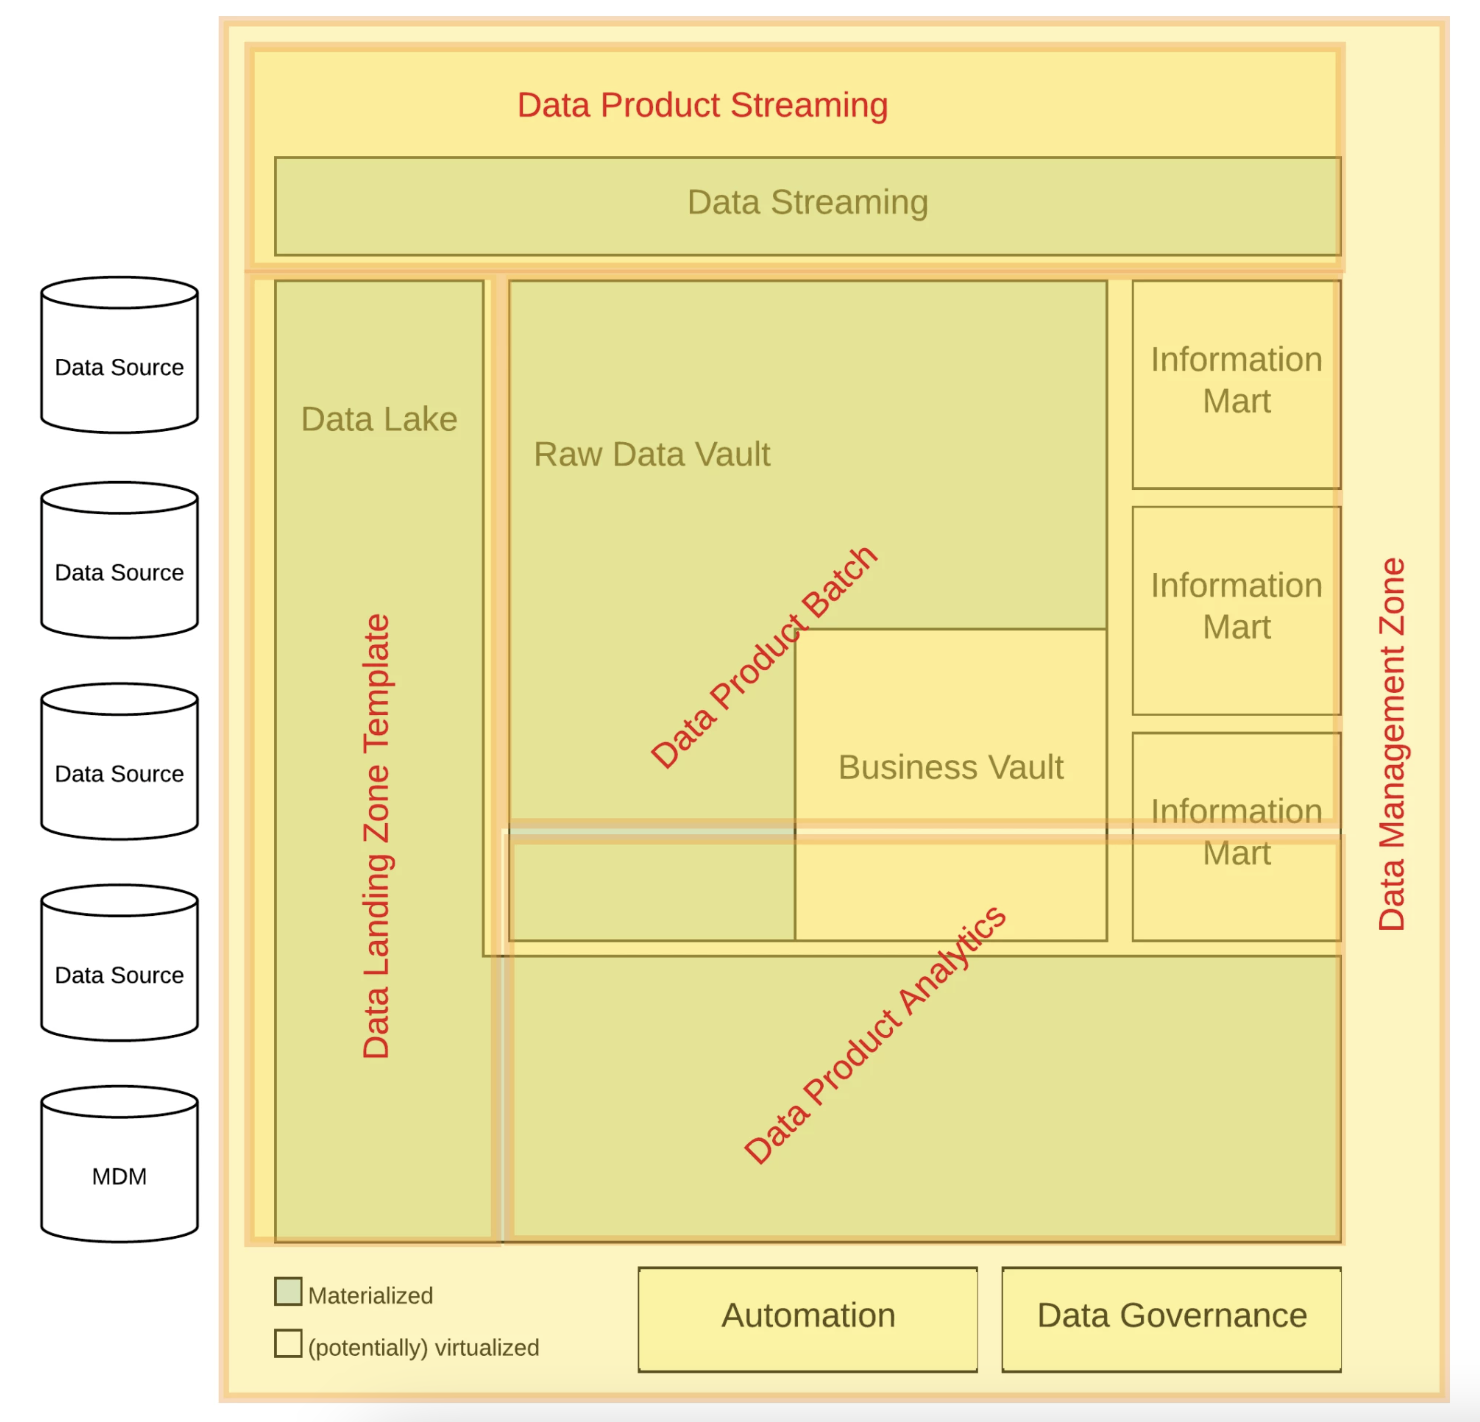 Data Product Streaming
Data Streaming
Data Source
Data Source
Data Source
Data Source
MDM
Data Lake
Data Landing Zone Template
Raw Data Vault
Data Product Batch
Business Vault
Data Product Analytics
Information
Mart
Information
Mart
Information
Mart
Data Management Zone
Materialized
(potentially) virtualized
Automation
Data Governance